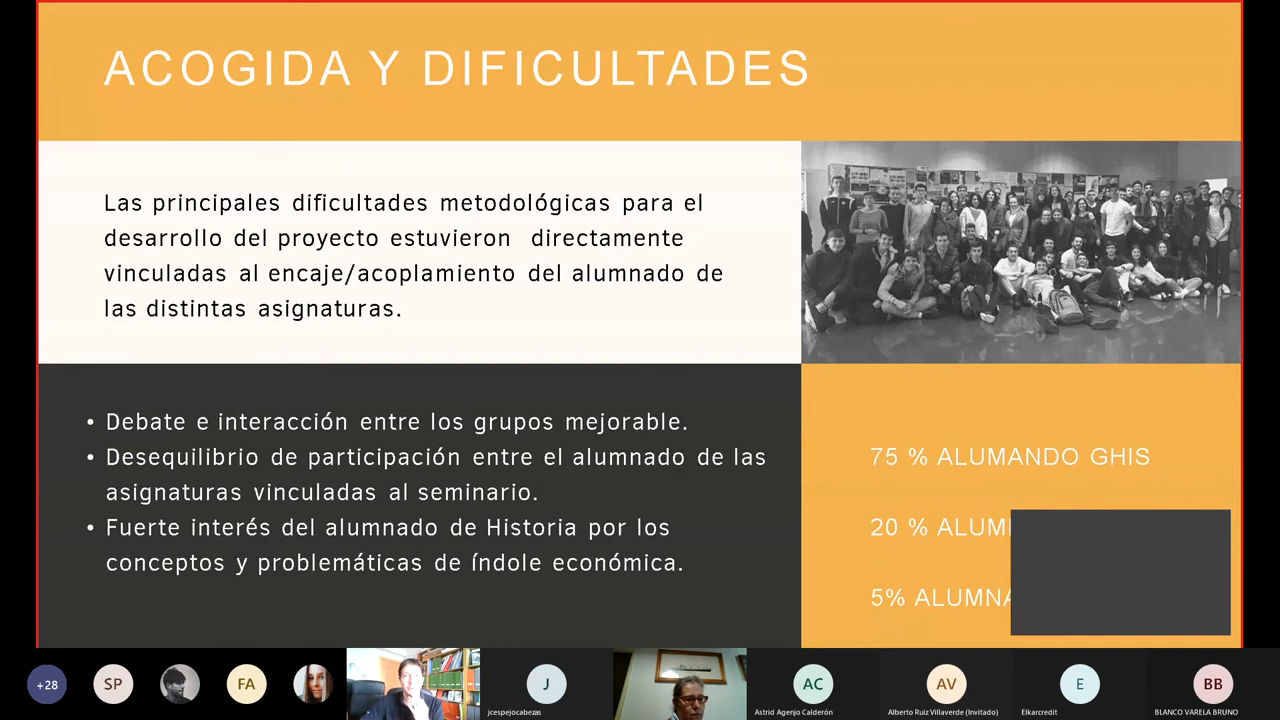 ACOGIDA Y DIFICULTADES
Las principales dificultades metodológicas para el
desarrollo del proyecto estuvieron directamente
vinculadas al encaje/acoplamiento del alumnado de
las distintas asignaturas.
• Debate e interacción entre los grupos mejorable.
• Desequilibrio de participación entre el alumnado de las
asignaturas vinculadas al seminario.
• Fuerte interés del alumnado de Historia por los
conceptos y problemáticas de índole económica.
75 % ALUMANDO GHIS
20 %
5%
+28
SP
FA
J
AC
AV
E
BB
jcespejocabezas
Astrid Agenjo Calderón
Alberto Ruiz Villaverde (Invitado)
Elkarcredit
BLANCO VARELA BRUNO